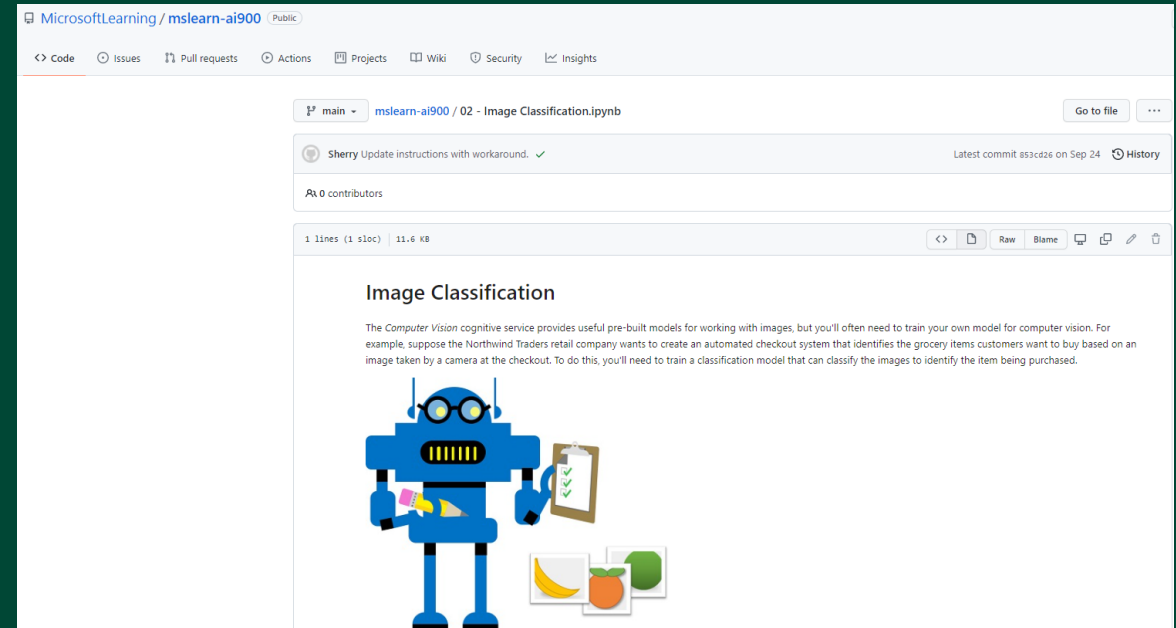 MicrosoftLearning / mslearn-ai900 Public
Code Issues Pull requests Actions Projects Wiki Security Insights
main mslearn-ai900 / 02 - Image Classification.ipynb Go to file ...
Sherry Update instructions with workaround. Latest commit 853cd26 on Sep 24 History
0 contributors
1 lines (1 sloc) 11.6 KB <> Raw Blame
Image Classification
The Computer Vision cognitive service provides useful pre-built models for working with images, but you'll often need to train your own model for computer vision. For
example, suppose the Northwind Traders retail company wants to create an automated checkout system that identifies the grocery items customers want to buy based on an
image taken by a camera at the checkout. To do this, you'll need to train a classification model that can classify the images to identify the item being purchased.